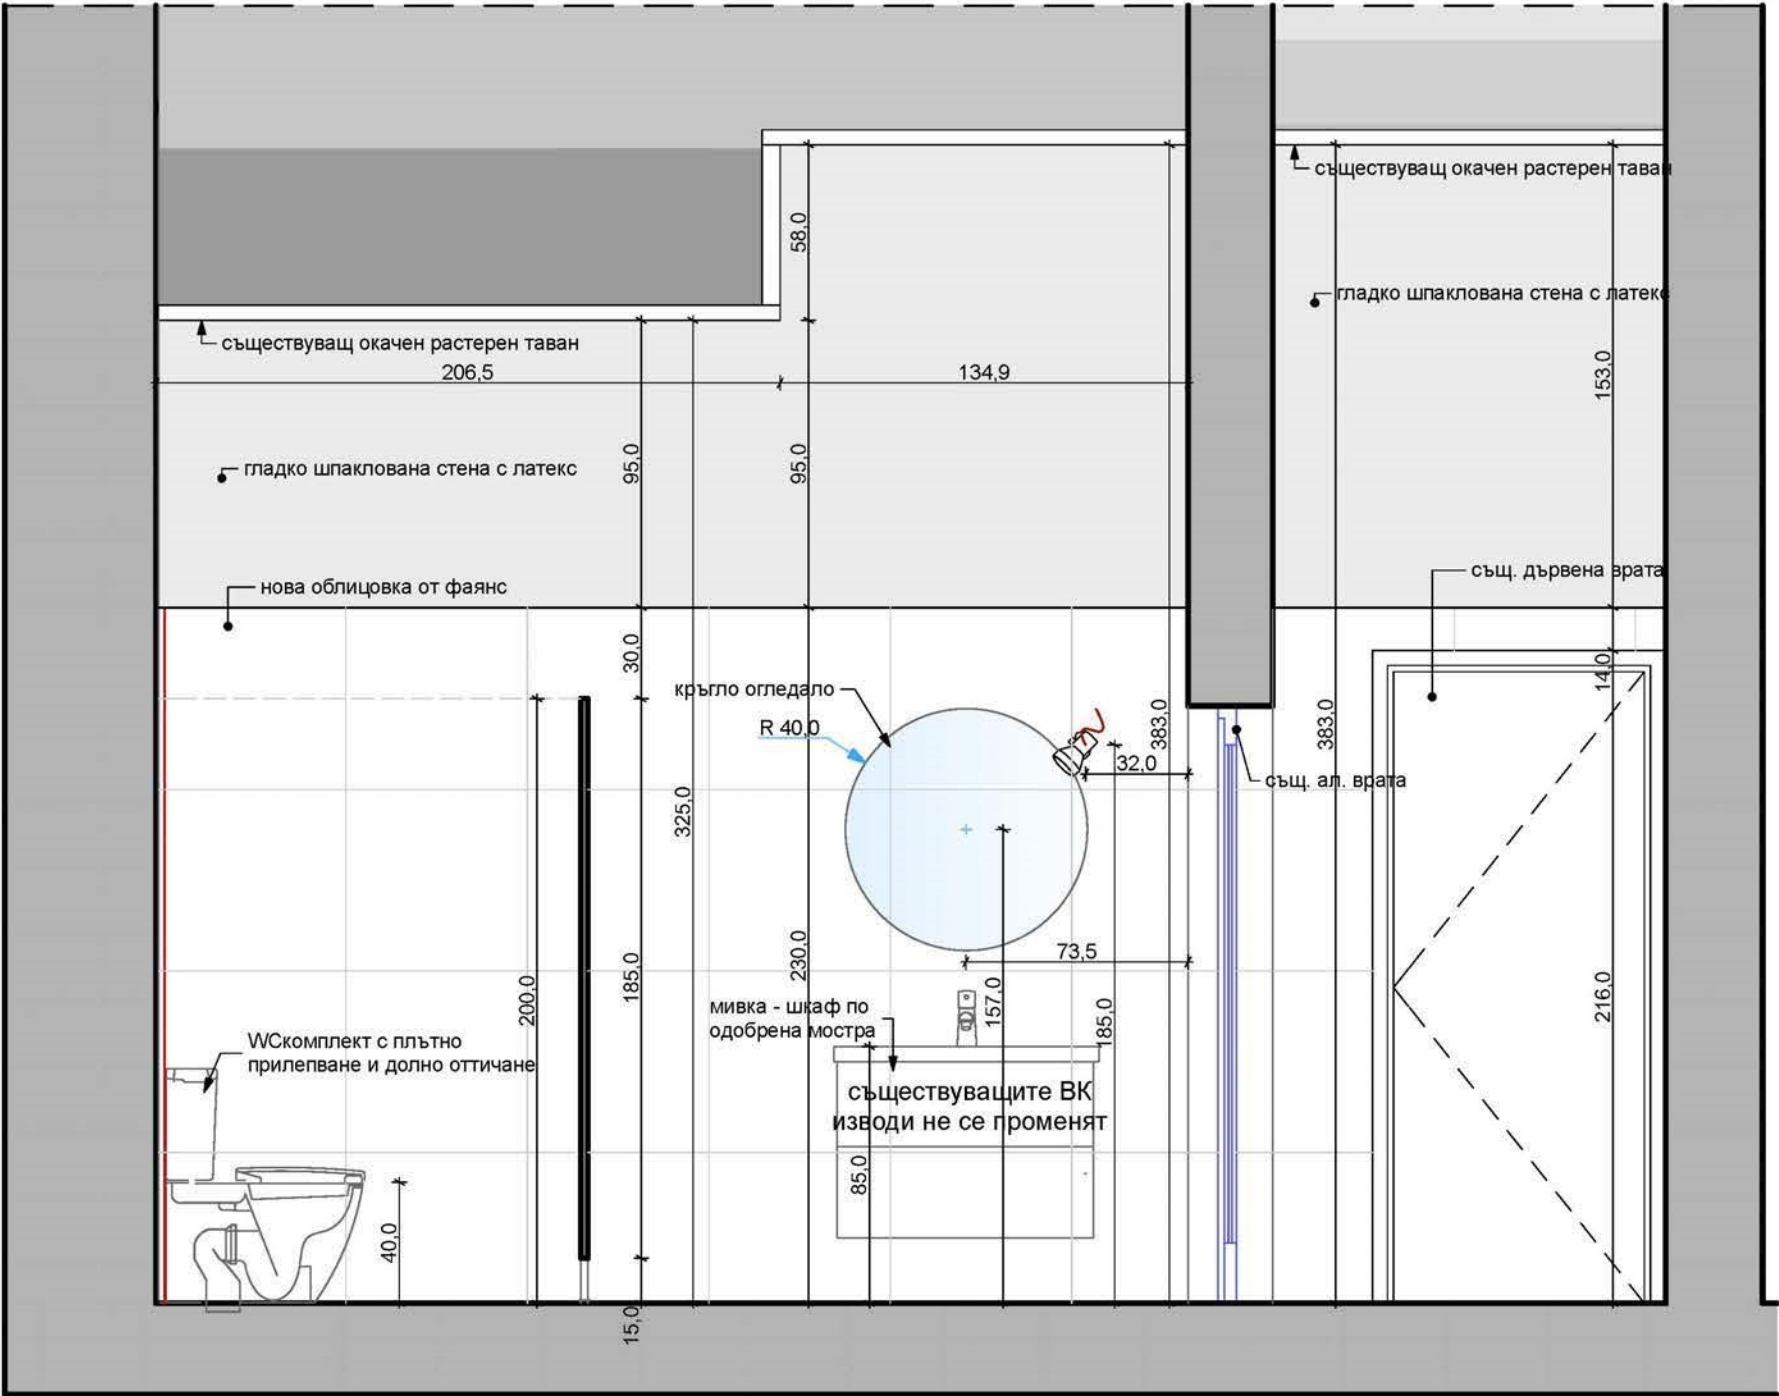 съществуващ окачен растерен таван
58,0
гладко шпаклована стена с латекс
съществуващ окачен растерен таван
206,5
134,9
153,0
95,0
95,0
гладко шпаклована стена с латекс
същ. дървена врата
нова облицовка от фаянс
30,0
14,0
кръгло огледало
R 40,0
383,0
383,0
32,0
същ. ал. врата
325,0
230,0
73,5
185,0
200,0
157,0
185,0
216,0
мивка - шкаф по
одобрена мостра
WCкомплект с плътно
прилепване и долно оттичане
съществуващите ВК
изводи не се променят
85,0
40,0
15,0